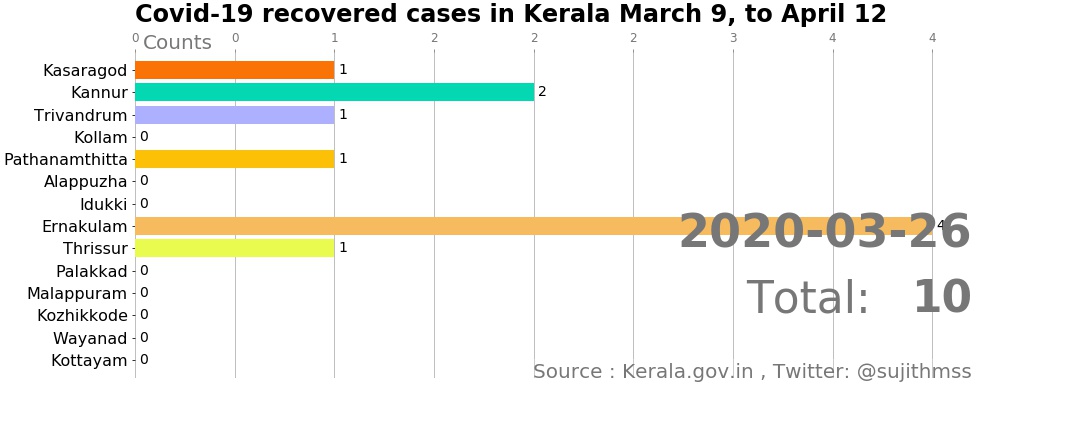 Covid-19 recovered cases in Kerala March 9, to April 12
0 0 1 2 2 2 3 4 4
Counts
Kasaragod 1
Kannur 2
Trivandrum 1
Kollam 0
Pathanamthitta 1
Alappuzha 0
Idukki 0
Ernakulam 4
2020-03-26
Thrissur 1
Palakkad 0
Malappuram 0
Total: 10
Kozhikkode 0
Wayanad 0
Kottayam 0
Source : Kerala.gov.in , Twitter: @sujithmss